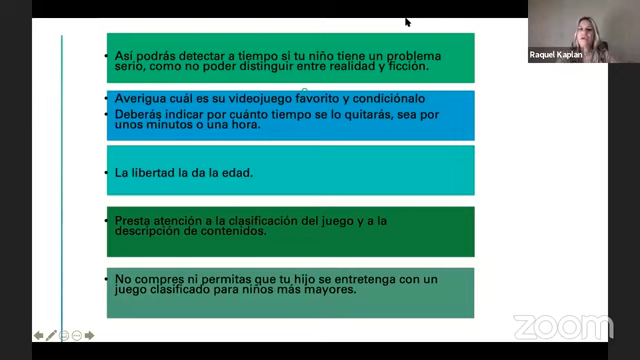 Así podrás detectar a tiempo si tu niño tiene un problema
serio, como no poder distinguir entre realidad y ficción.
Averigua cuál es su videojuego favorito y condiciónalo
Deberás indicar por cuánto tiempo se lo quitarás, sea por
unos minutos o una hora.
La libertad la da la edad.
Presta atención a la clasificación del juego y a la
descripción de contenidos.
No compres ni permitas que tu hijo se entretenga con un
juego clasificado para niños más mayores.
Raquel Kaplan
zoom